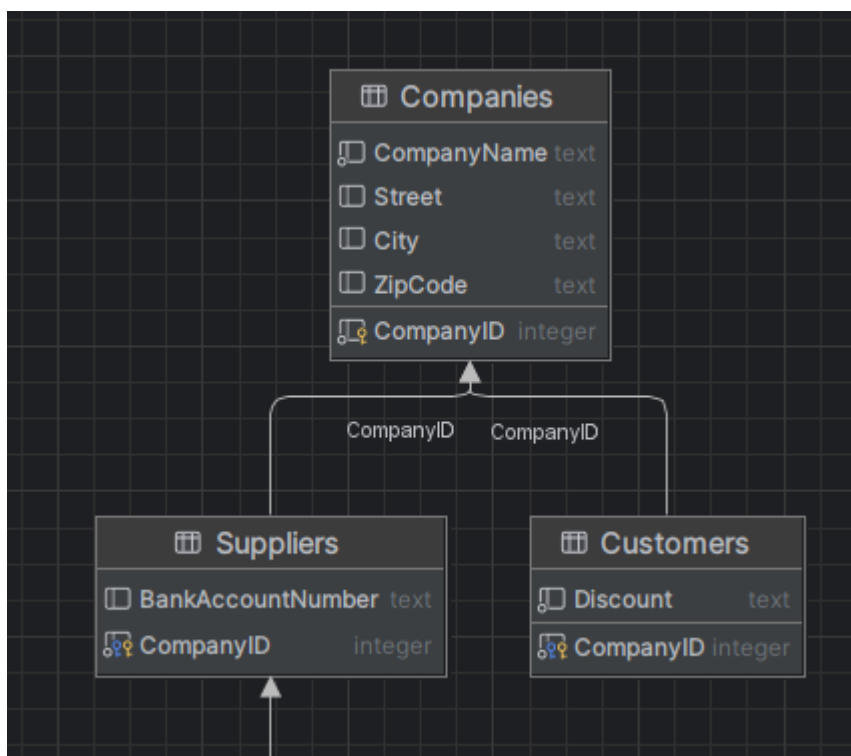 Companies
CompanyName text
Street text
City text
ZipCode text
CompanyID integer
CompanyID CompanyID
Suppliers
BankAccountNumber text
CompanyID integer
Customers
Discount text
CompanyID integer